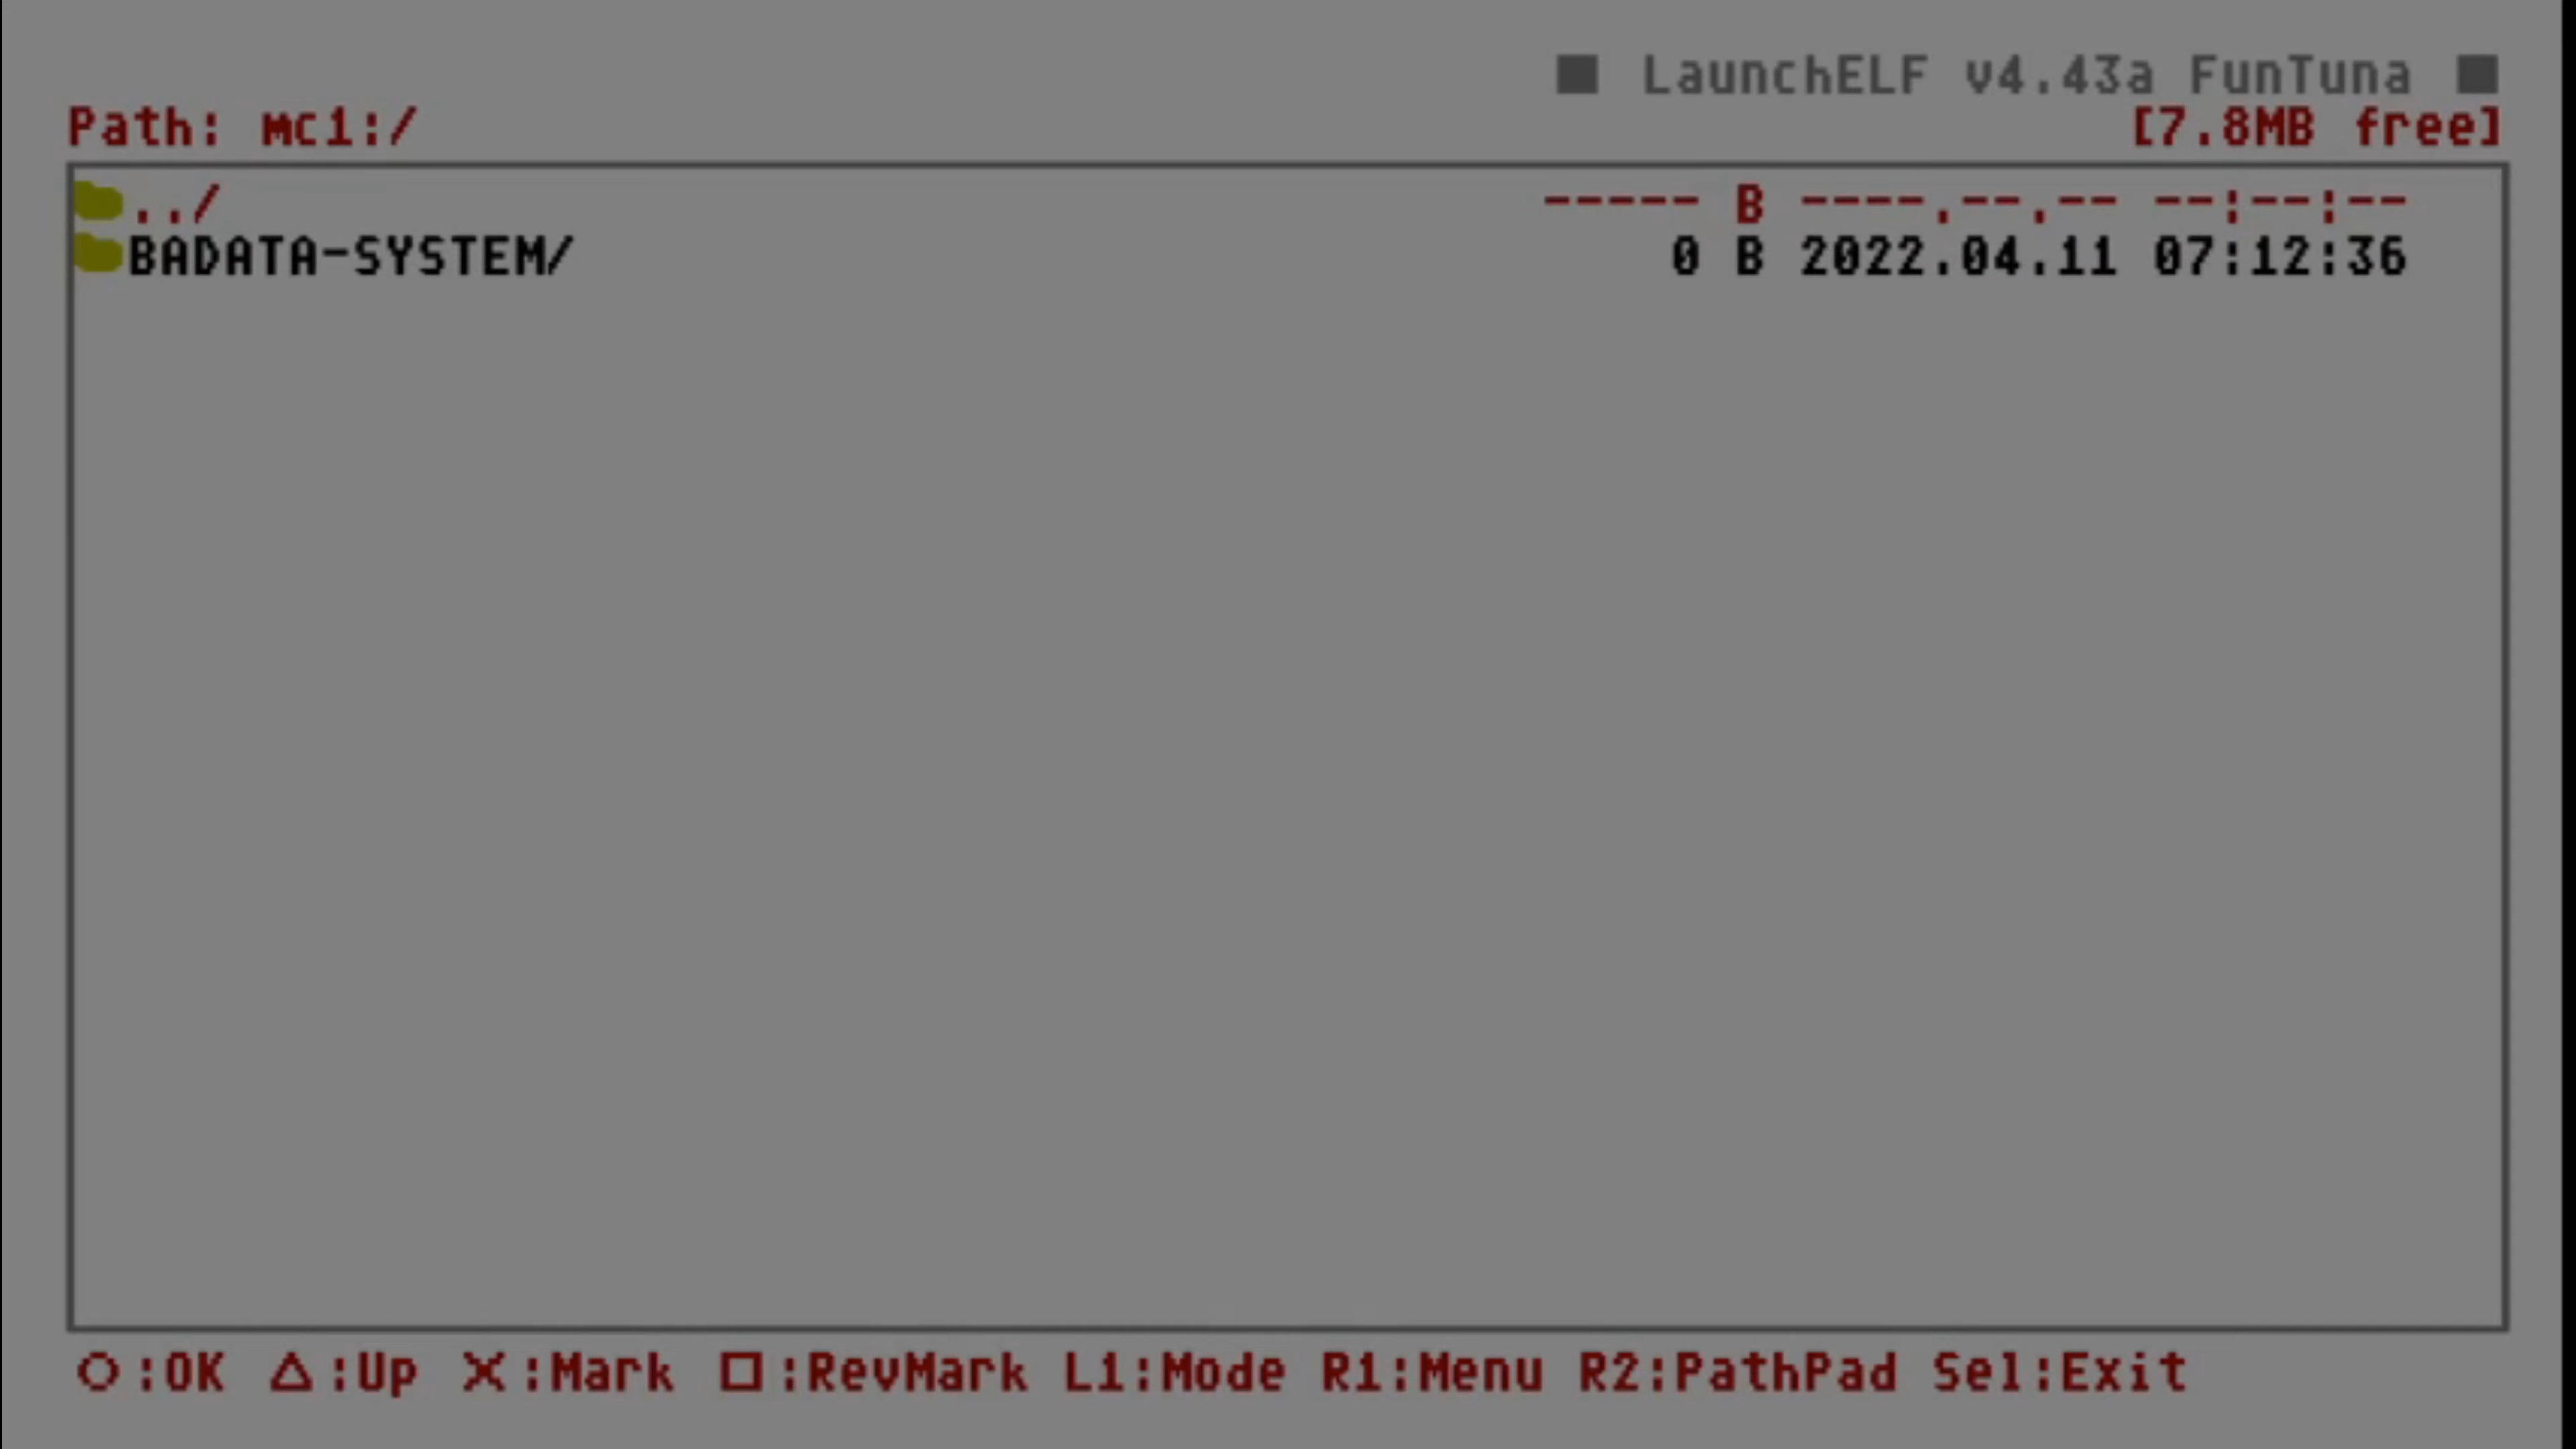 ■ LaunchELF v4.43a FunTuna ■
Path: mc1:/ [7.8MB free]
../ ----- B ----.--.-- --:--:--
BADATA-SYSTEM/ 0 B 2022.04.11 07:12:36
○:OK △:Up ×:Mark □:RevMark L1:Mode R1:Menu R2:PathPad Sel:Exit